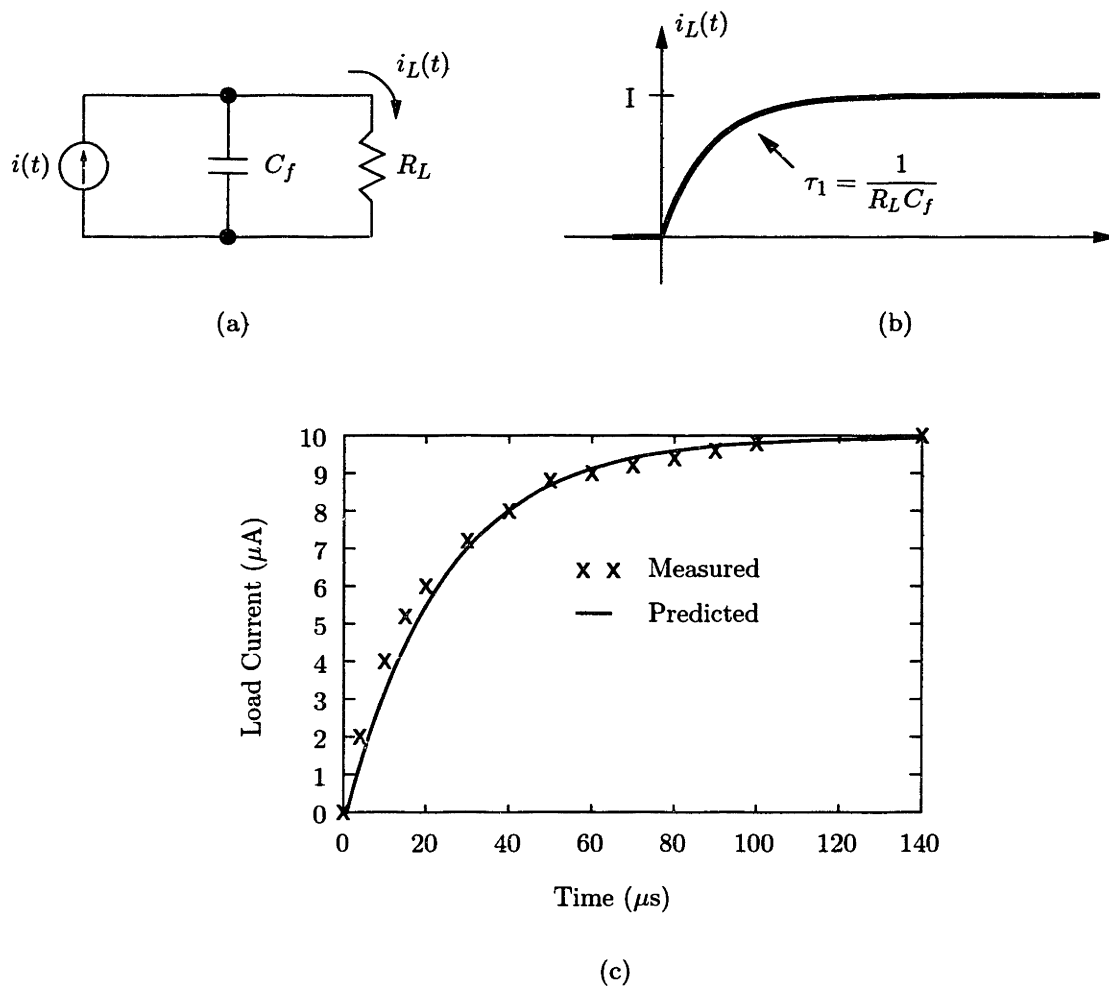 i_L(t)
i(t)
C_f
R_L
(a)
i_L(t)
I
τ_1 = 1/(R_L C_f)
(b)
10
9
8
7
6
5
4
3
2
1
0
Load Current (μA)
X X Measured
— Predicted
0 20 40 60 80 100 120 140
Time (μs)
(c)